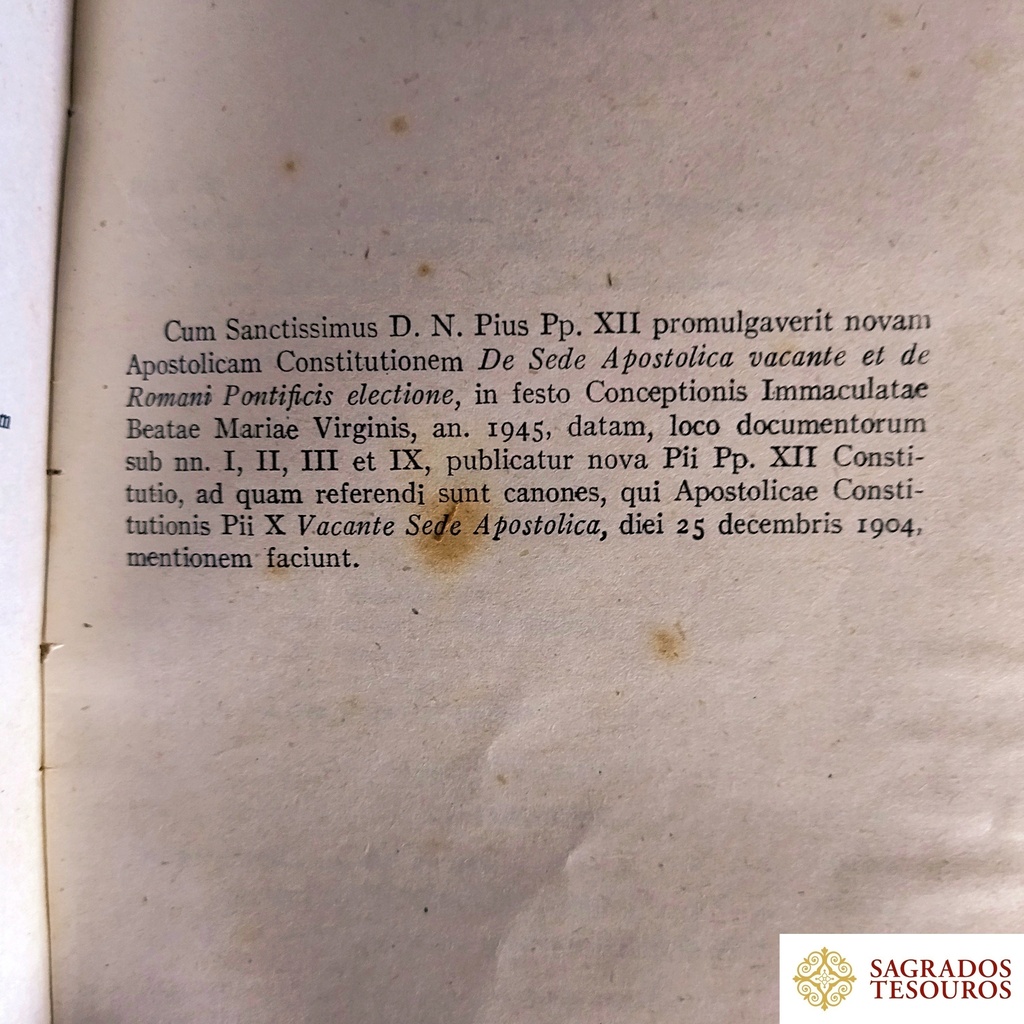 Cum Sanctissimus D. N. Pius Pp. XII promulgaverit novam
Apostolicam Constitutionem De Sede Apostolica vacante et de
Romani Pontificis electione, in festo Conceptionis Immaculatae
Beatae Mariae Virginis, an. 1945, datam, loco documentorum
sub nn. I, II, III et IX, publicatur nova Pii Pp. XII Consti-
tutio, ad quam referendi sunt canones, qui Apostolicae Consti-
tutionis Pii X Vacante Sede Apostolica, diei 25 decembris 1904,
mentionem faciunt.
SAGRADOS
TESOUROS